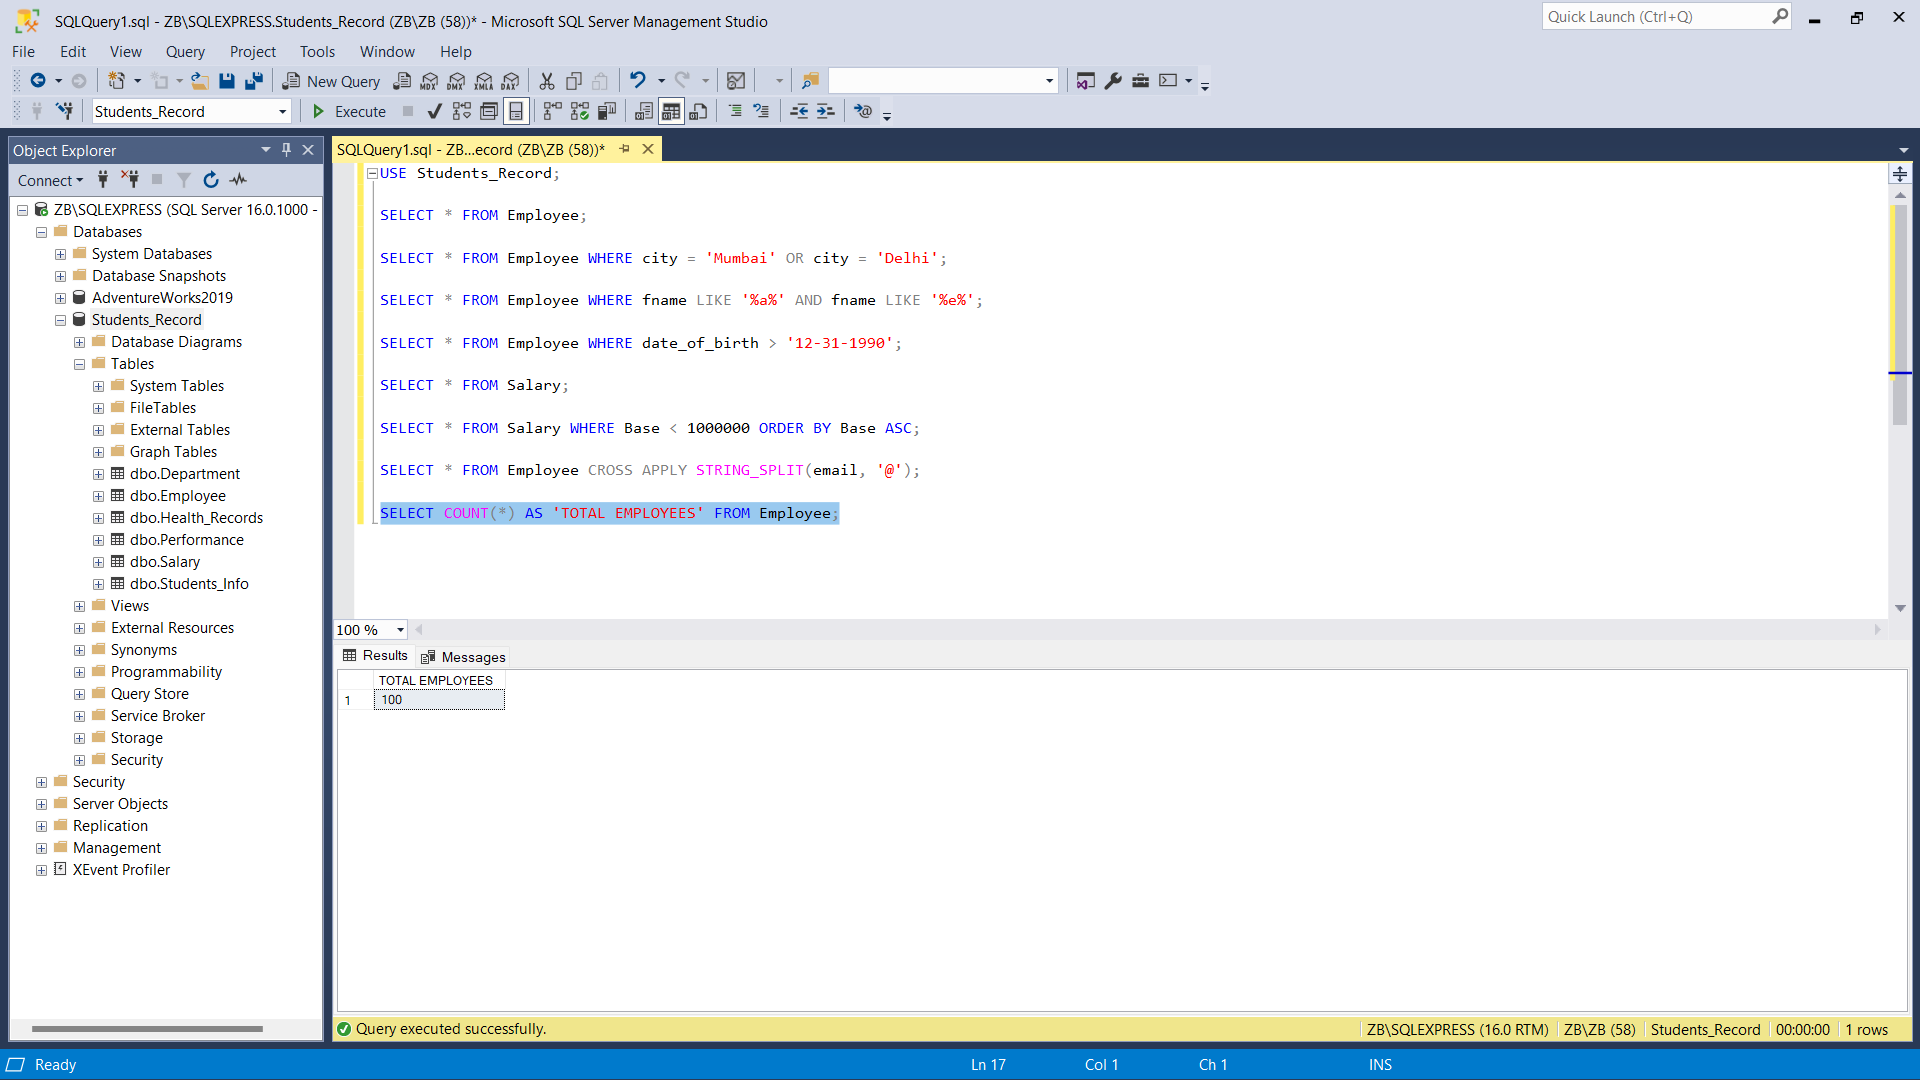 SQLQuery1.sql - ZB\SQLEXPRESS.Students_Record (ZB\ZB (58))* - Microsoft SQL Server Management Studio
Quick Launch (Ctrl+Q)
File Edit View Query Project Tools Window Help
New Query MDX DMX XMLA DAX
Students_Record Execute
Object Explorer
Connect
ZB\SQLEXPRESS (SQL Server 16.0.1000 -
Databases
System Databases
Database Snapshots
AdventureWorks2019
Students_Record
Database Diagrams
Tables
System Tables
FileTables
External Tables
Graph Tables
dbo.Department
dbo.Employee
dbo.Health_Records
dbo.Performance
dbo.Salary
dbo.Students_Info
Views
External Resources
Synonyms
Programmability
Query Store
Service Broker
Storage
Security
Security
Server Objects
Replication
Management
XEvent Profiler
SQLQuery1.sql - ZB...ecord (ZB\ZB (58))*
USE Students_Record;
SELECT * FROM Employee;
SELECT * FROM Employee WHERE city = 'Mumbai' OR city = 'Delhi';
SELECT * FROM Employee WHERE fname LIKE '%a%' AND fname LIKE '%e%';
SELECT * FROM Employee WHERE date_of_birth > '12-31-1990';
SELECT * FROM Salary;
SELECT * FROM Salary WHERE Base < 1000000 ORDER BY Base ASC;
SELECT * FROM Employee CROSS APPLY STRING_SPLIT(email, '@');
SELECT COUNT(*) AS 'TOTAL EMPLOYEES' FROM Employee;
100 %
Results Messages
TOTAL EMPLOYEES
1 100
Query executed successfully.
ZB\SQLEXPRESS (16.0 RTM) ZB\ZB (58) Students_Record 00:00:00 1 rows
Ready Ln 17 Col 1 Ch 1 INS